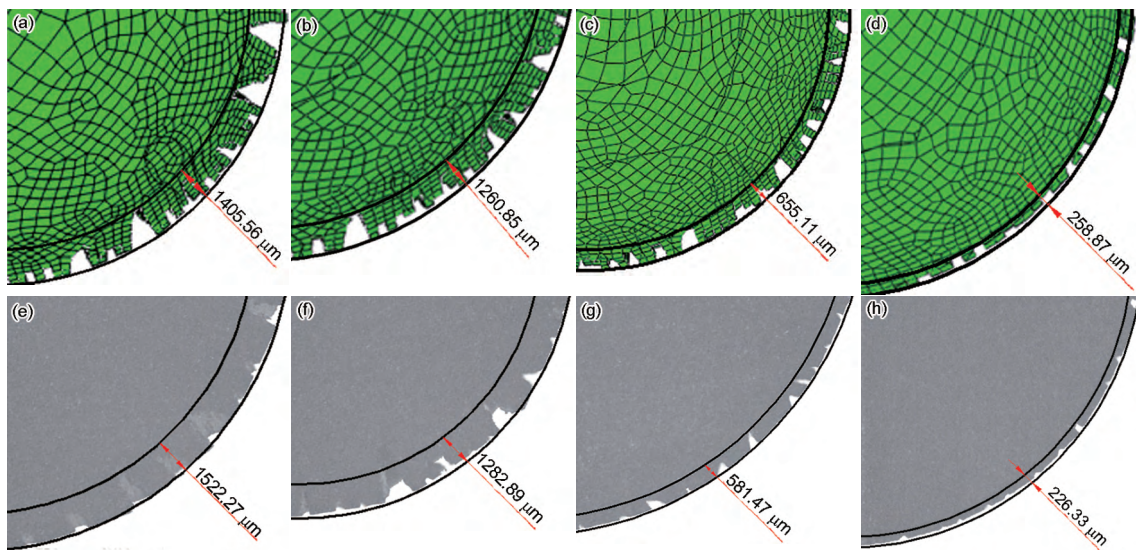 (a)
1405.56 μm
(b)
1260.85 μm
(c)
655.11 μm
(d)
258.87 μm
(e)
1522.27 μm
(f)
1282.89 μm
(g)
581.47 μm
(h)
226.33 μm